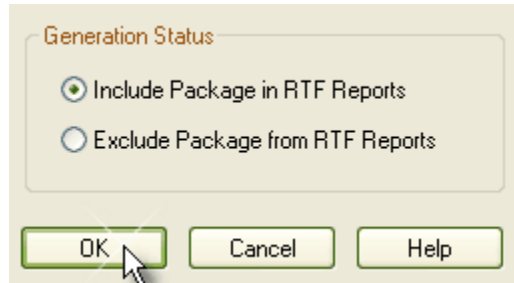 Generation Status
Include Package in RTF Reports
Exclude Package from RTF Reports
OK Cancel Help